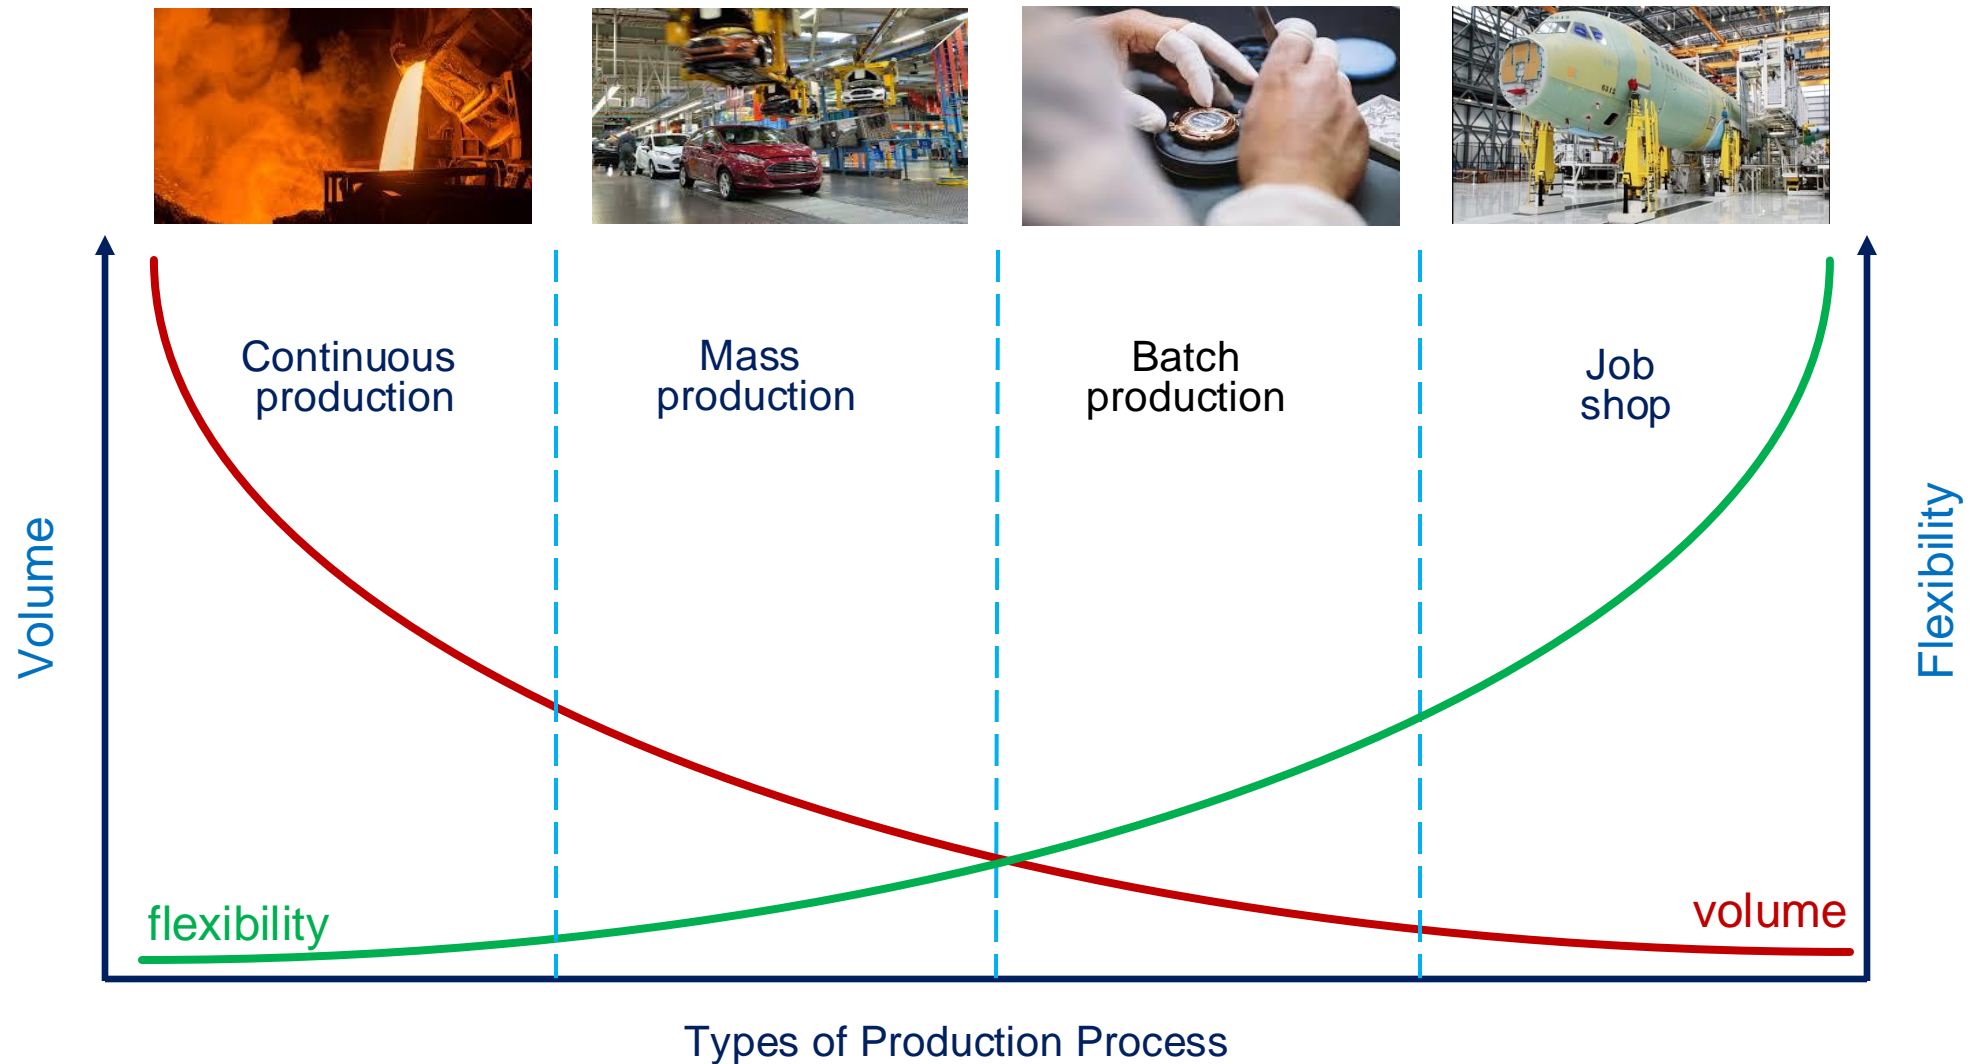 Continuous
production
Mass
production
Batch
production
Job
shop
Volume
Flexibility
flexibility
volume
Types of Production Process